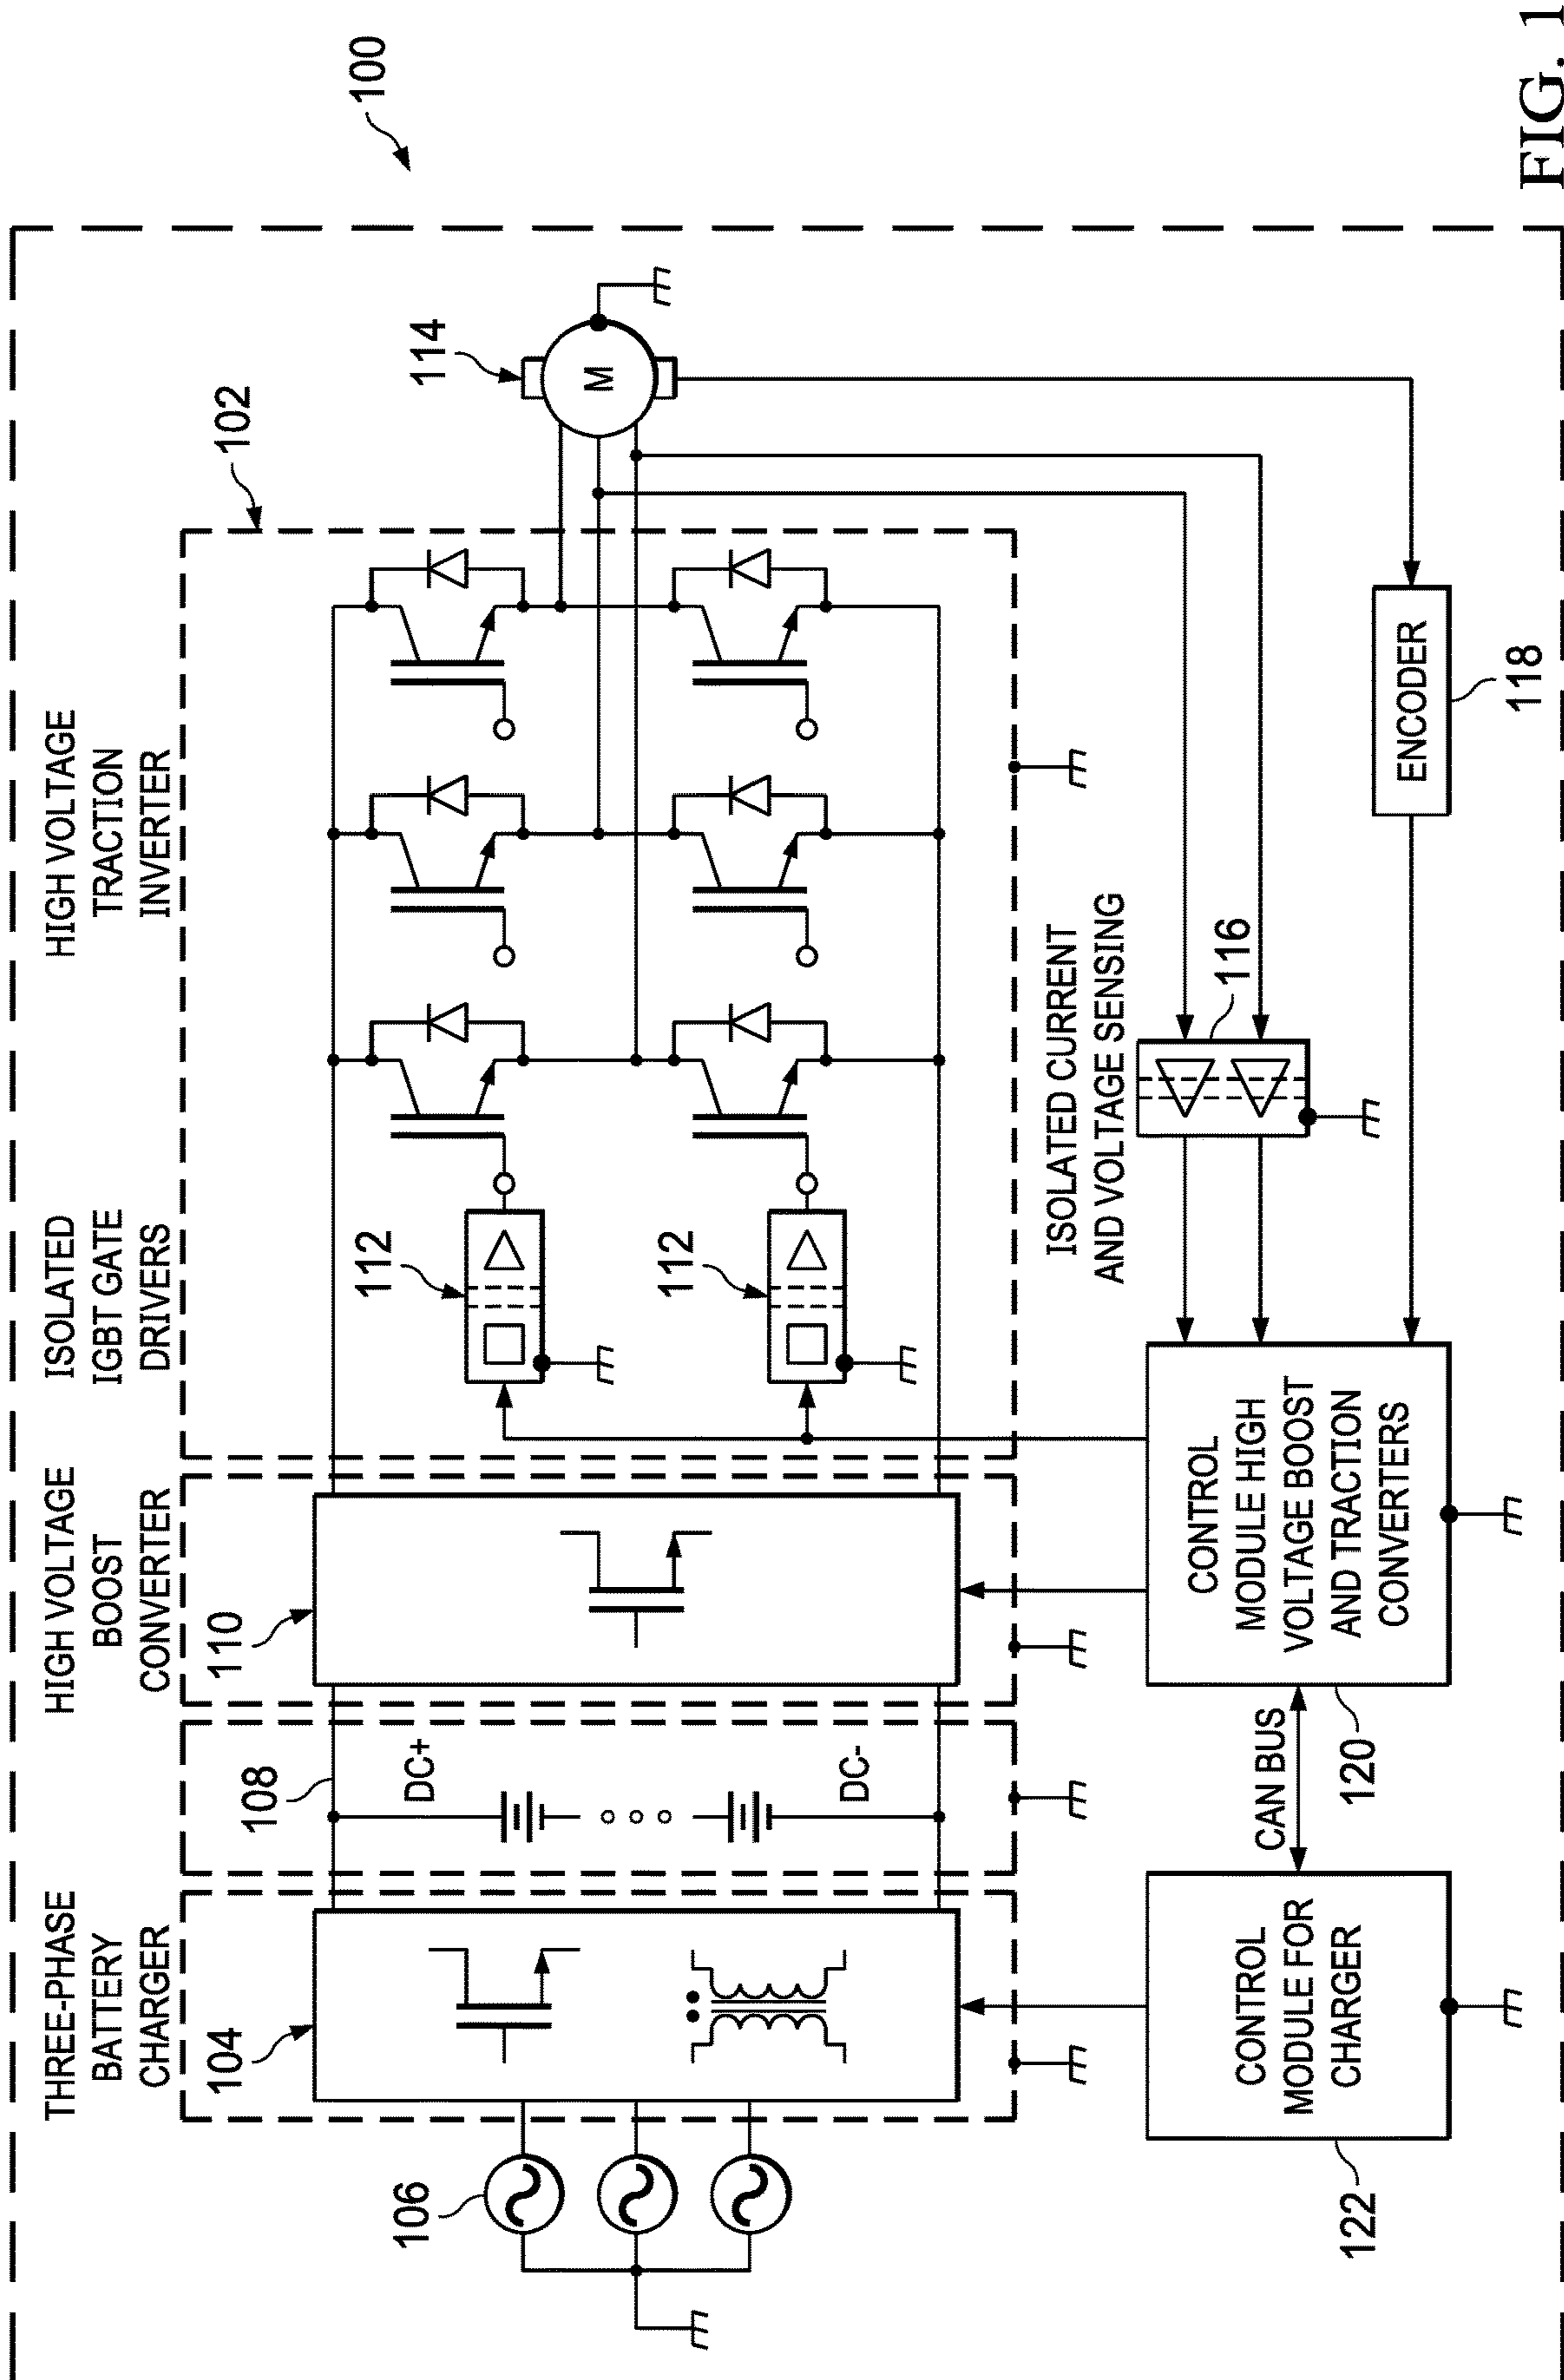 THREE-PHASE
BATTERY
CHARGER
HIGH VOLTAGE
BOOST
CONVERTER
ISOLATED
IGBT GATE
DRIVERS
HIGH VOLTAGE
TRACTION
INVERTER
100
102
104
106
108
DC+
DC-
110
112
112
114
M
ISOLATED CURRENT
AND VOLTAGE SENSING
116
ENCODER
118
CONTROL
MODULE FOR
CHARGER
122
CAN BUS
CONTROL
MODULE HIGH
VOLTAGE BOOST
AND TRACTION
CONVERTERS
120
FIG. 1